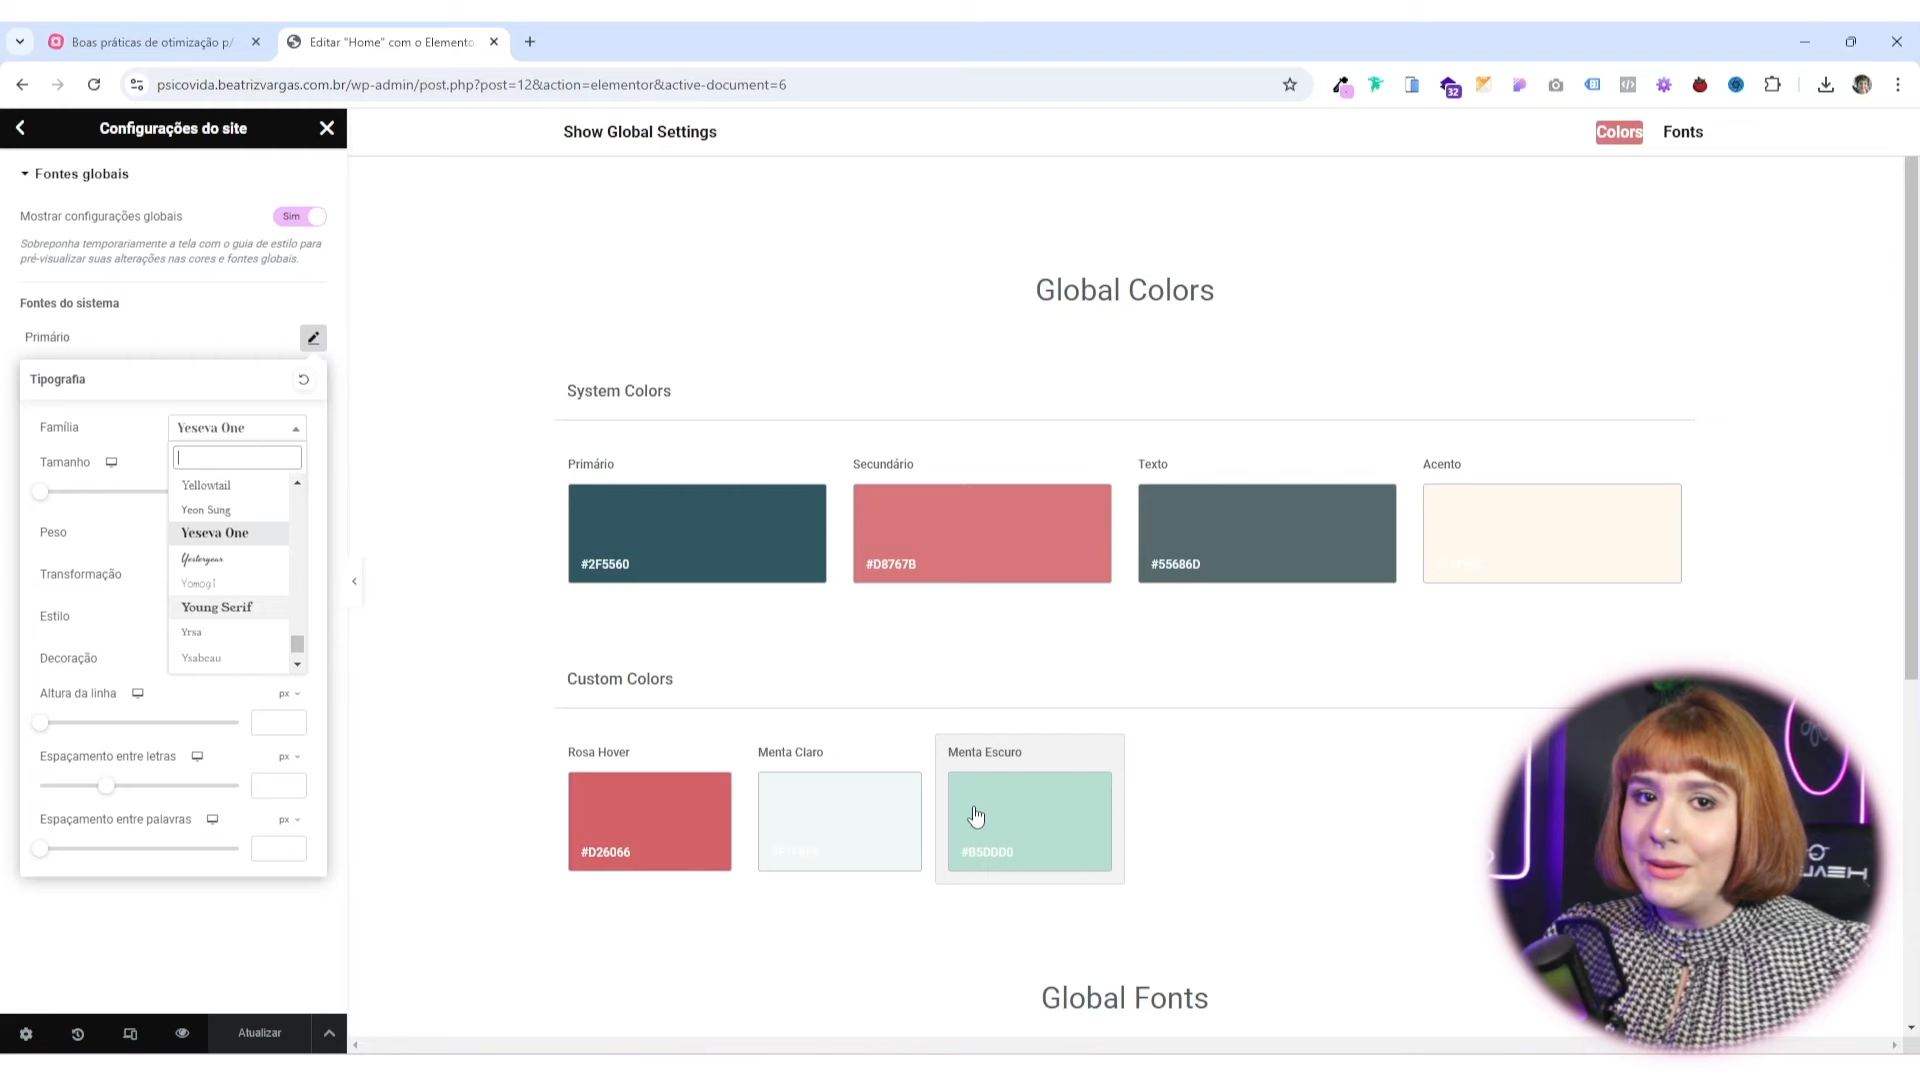 Boas práticas de otimização p/
Editar "Home" com o Elemento
psicovida.beatrizvargas.com.br/wp-admin/post.php?post=12&action=elementor&active-document=6
32
Configurações do site
Show Global Settings
Colors
Fonts
Fontes globais
Mostrar configurações globais
Sim
Sobreponha temporariamente a tela com o guia de estilo para
pré-visualizar suas alterações nas cores e fontes globais.
Fontes do sistema
Primário
Tipografia
Família
Yeseva One
Tamanho
Yellowtail
Yeon Sung
Peso
Yeseva One
Yesteryear
Transformação
Yomogi
Young Serif
Estilo
Yrsa
Decoração
Ysabeau
Altura da linha
px
Espaçamento entre letras
px
Espaçamento entre palavras
px
Atualizar
Global Colors
System Colors
Primário
Secundário
Texto
Acento
#2F5560
#D8767B
#55686D
Custom Colors
Rosa Hover
Menta Claro
Menta Escuro
#D26066
#B5DDD0
Global Fonts